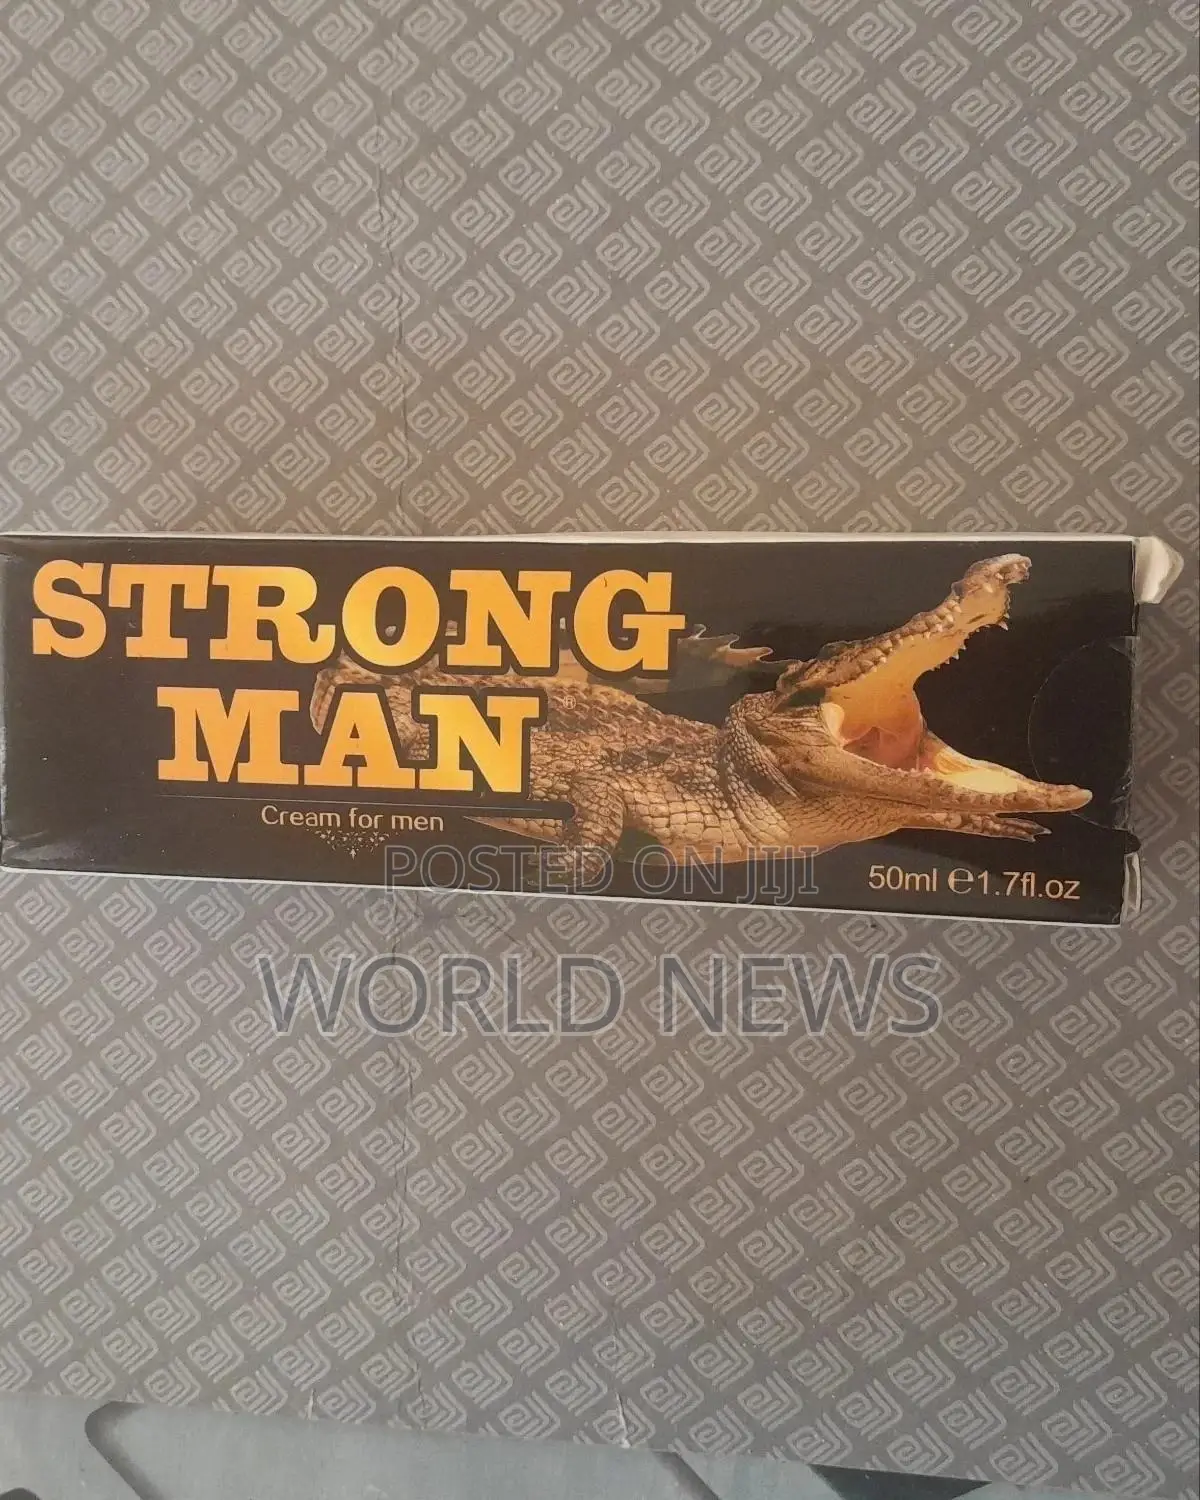 STRONG
MAN®
Cream for men
50ml ℮1.7fl.oz
POSTED ON JIJI
WORLD NEWS